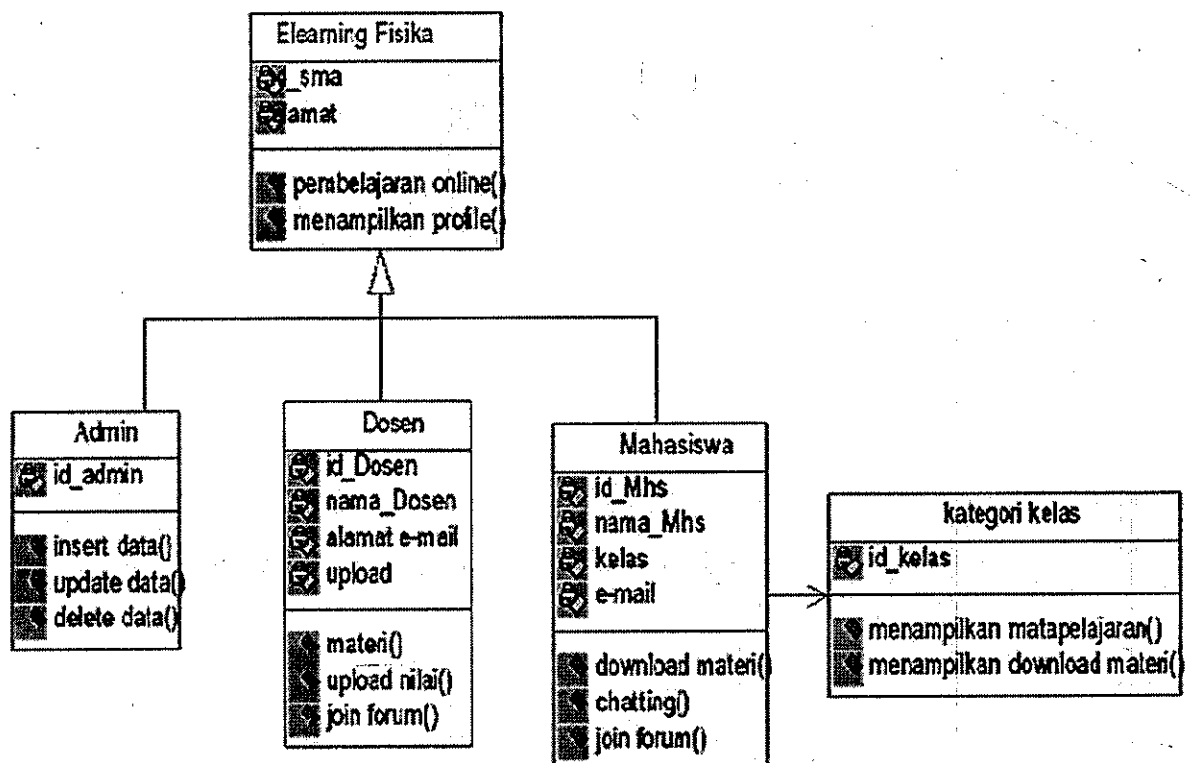 Elearning Fisika
_sma
amat
pembelajaran online()
menampilkan profile()
Admin
id_admin
insert data()
update data()
delete data()
Dosen
id_Dosen
nama_Dosen
alamat e-mail
upload
materi()
upload nilai()
join forum()
Mahasiswa
id_Mhs
nama_Mhs
kelas
e-mail
download materi()
chatting()
join forum()
kategori kelas
id_kelas
menampilkan matapelajaran()
menampilkan download materi()